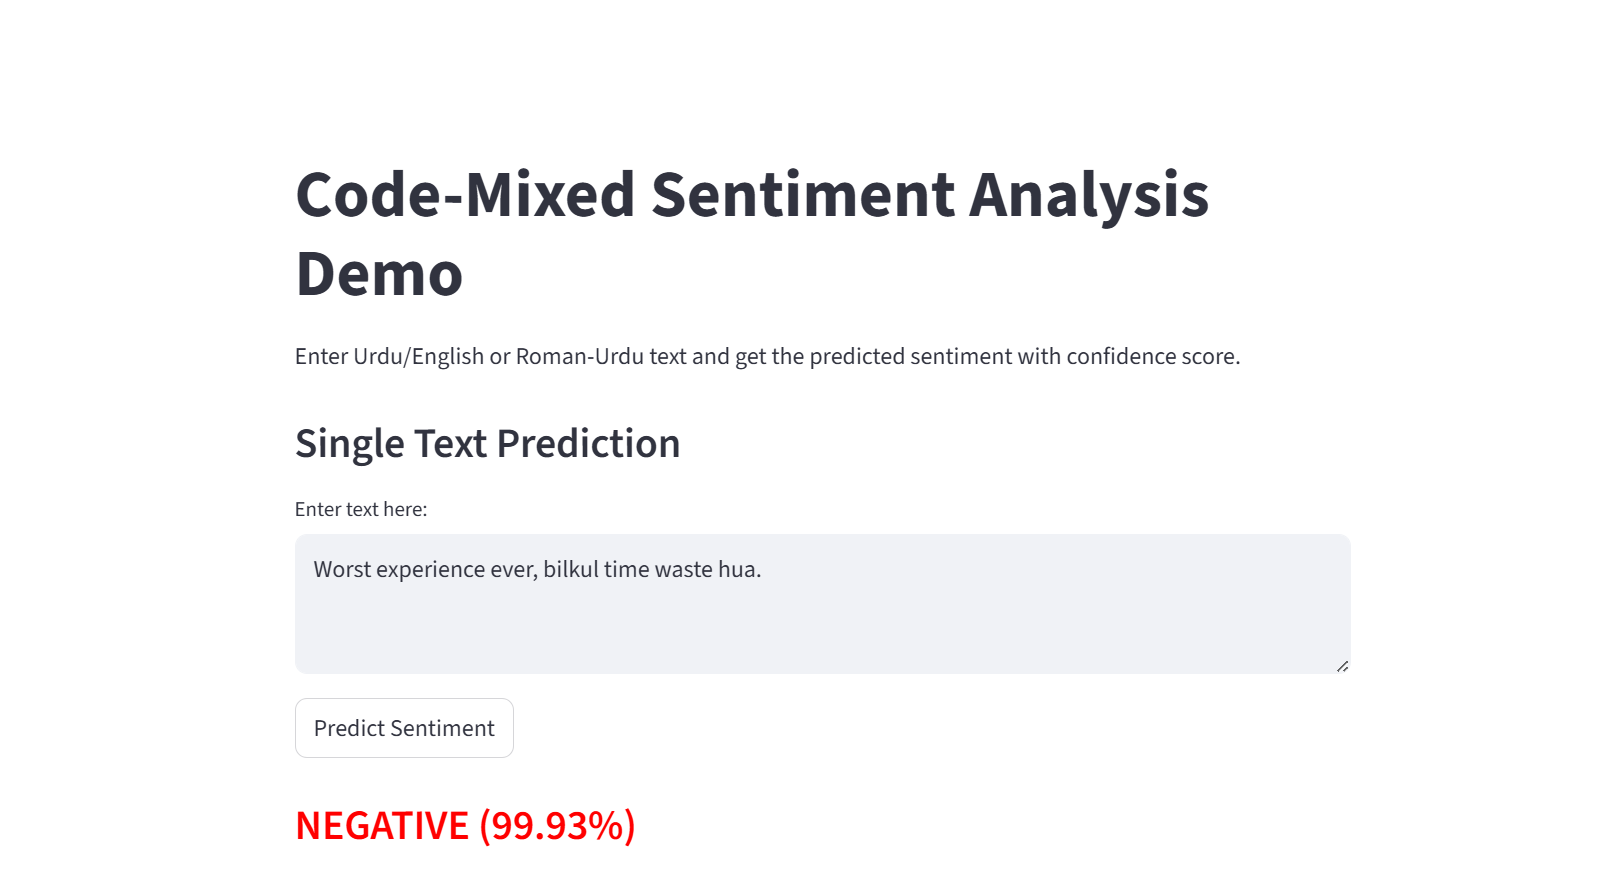 Code-Mixed Sentiment Analysis
Demo
Enter Urdu/English or Roman-Urdu text and get the predicted sentiment with confidence score.
Single Text Prediction
Enter text here:
Worst experience ever, bilkul time waste hua.
Predict Sentiment
NEGATIVE (99.93%)